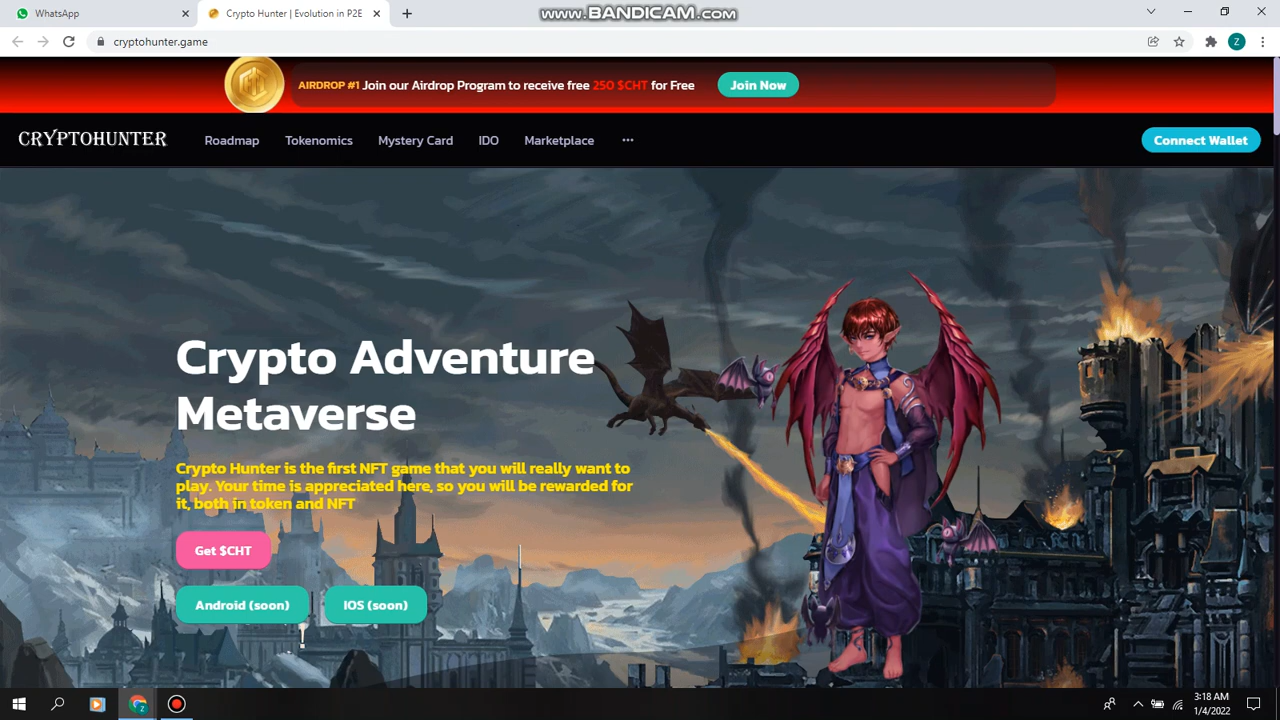 WhatsApp
Crypto Hunter | Evolution in P2E
www.BANDICAM.com
cryptohunter.game
Z
AIRDROP #1 Join our Airdrop Program to receive free 250 $CHT for Free
Join Now
CRYPTOHUNTER
Roadmap
Tokenomics
Mystery Card
IDO
Marketplace
Connect Wallet
Crypto Adventure
Metaverse
Crypto Hunter is the first NFT game that you will really want to
play. Your time is appreciated here, so you will be rewarded for
it, both in token and NFT
Get $CHT
Android (soon)
IOS (soon)
3:18 AM
1/4/2022